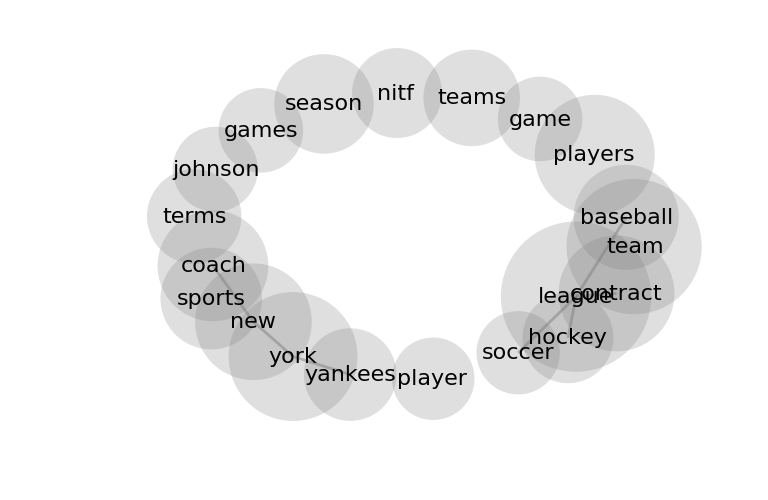 nitf
teams
season
game
games
players
johnson
terms
baseball
team
coach
contract
league
sports
new
hockey
soccer
york
yankees
player